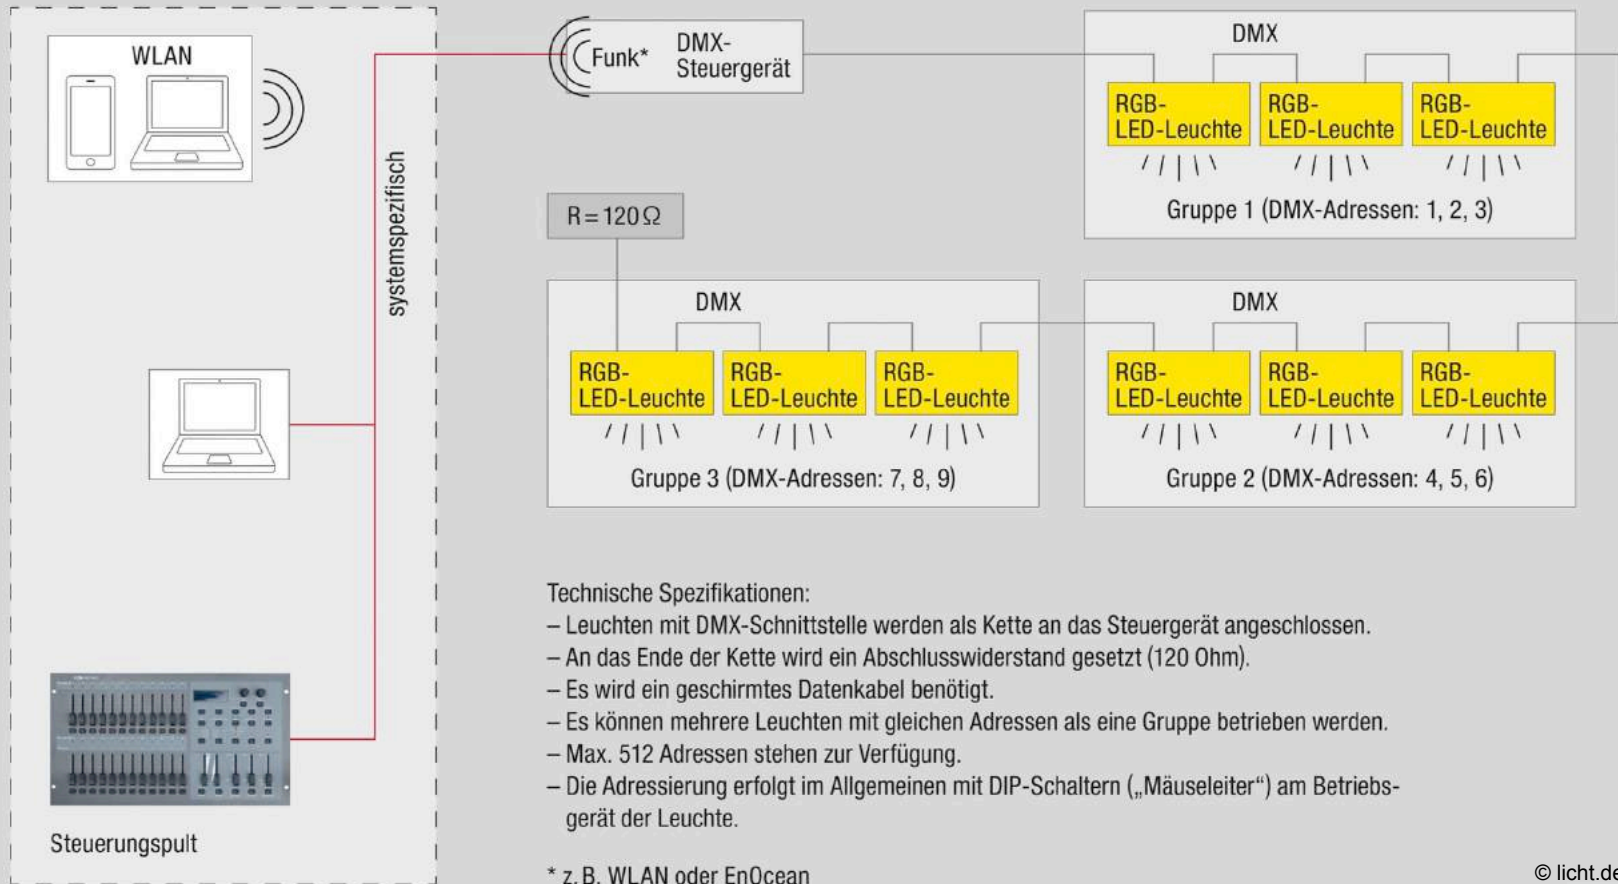 WLAN
systemspezifisch
Steuerungspult
Funk*
DMX-
Steuergerät
DMX
RGB-
LED-Leuchte
RGB-
LED-Leuchte
RGB-
LED-Leuchte
Gruppe 1 (DMX-Adressen: 1, 2, 3)
R = 120 Ω
DMX
RGB-
LED-Leuchte
RGB-
LED-Leuchte
RGB-
LED-Leuchte
Gruppe 3 (DMX-Adressen: 7, 8, 9)
DMX
RGB-
LED-Leuchte
RGB-
LED-Leuchte
RGB-
LED-Leuchte
Gruppe 2 (DMX-Adressen: 4, 5, 6)
Technische Spezifikationen:
– Leuchten mit DMX-Schnittstelle werden als Kette an das Steuergerät angeschlossen.
– An das Ende der Kette wird ein Abschlusswiderstand gesetzt (120 Ohm).
– Es wird ein geschirmtes Datenkabel benötigt.
– Es können mehrere Leuchten mit gleichen Adressen als eine Gruppe betrieben werden.
– Max. 512 Adressen stehen zur Verfügung.
– Die Adressierung erfolgt im Allgemeinen mit DIP-Schaltern („Mäuseleiter“) am Betriebs-
gerät der Leuchte.
* z. B. WLAN oder EnOcean
© licht.de